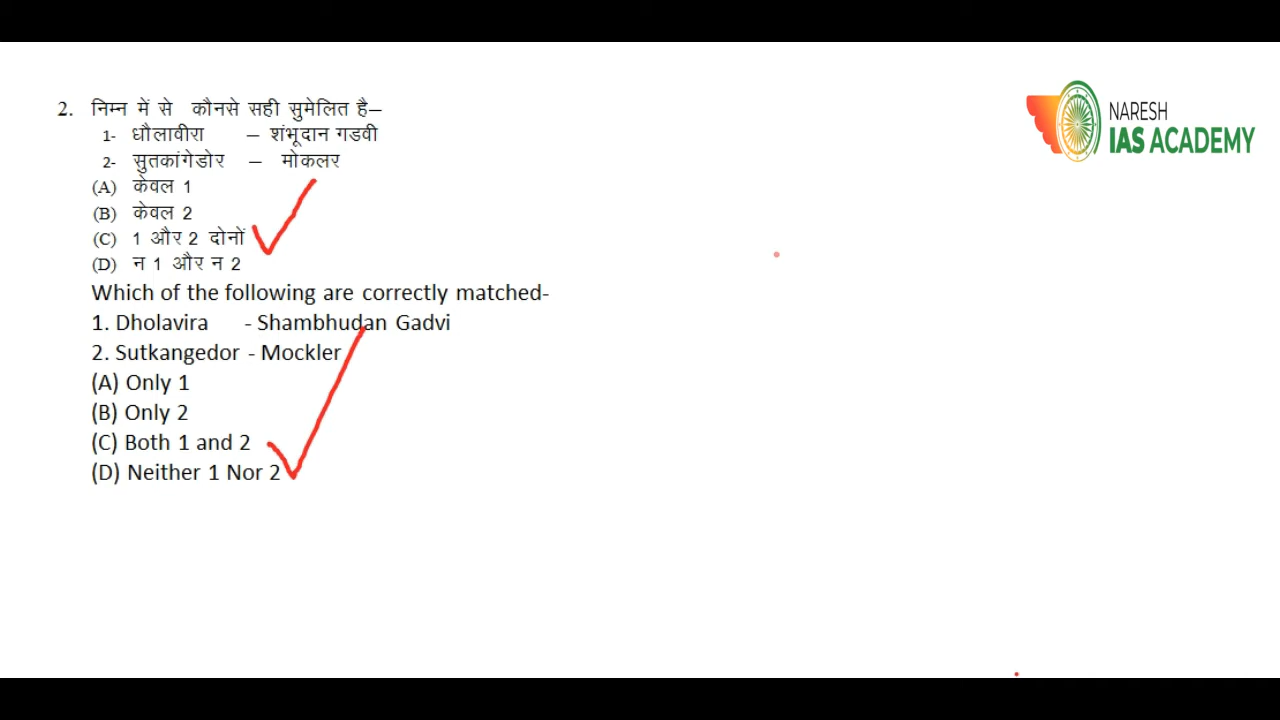 2. निम्न में से कौनसे सही सुमेलित है–
1- धौलावीरा – शंभूदान गडवी
2- सुतकांगेडोर – मोकलर
(A) केवल 1
(B) केवल 2
(C) 1 और 2 दोनों
(D) न 1 और न 2
Which of the following are correctly matched-
1. Dholavira - Shambhudan Gadvi
2. Sutkangedor - Mockler
(A) Only 1
(B) Only 2
(C) Both 1 and 2
(D) Neither 1 Nor 2
NARESH
IAS ACADEMY